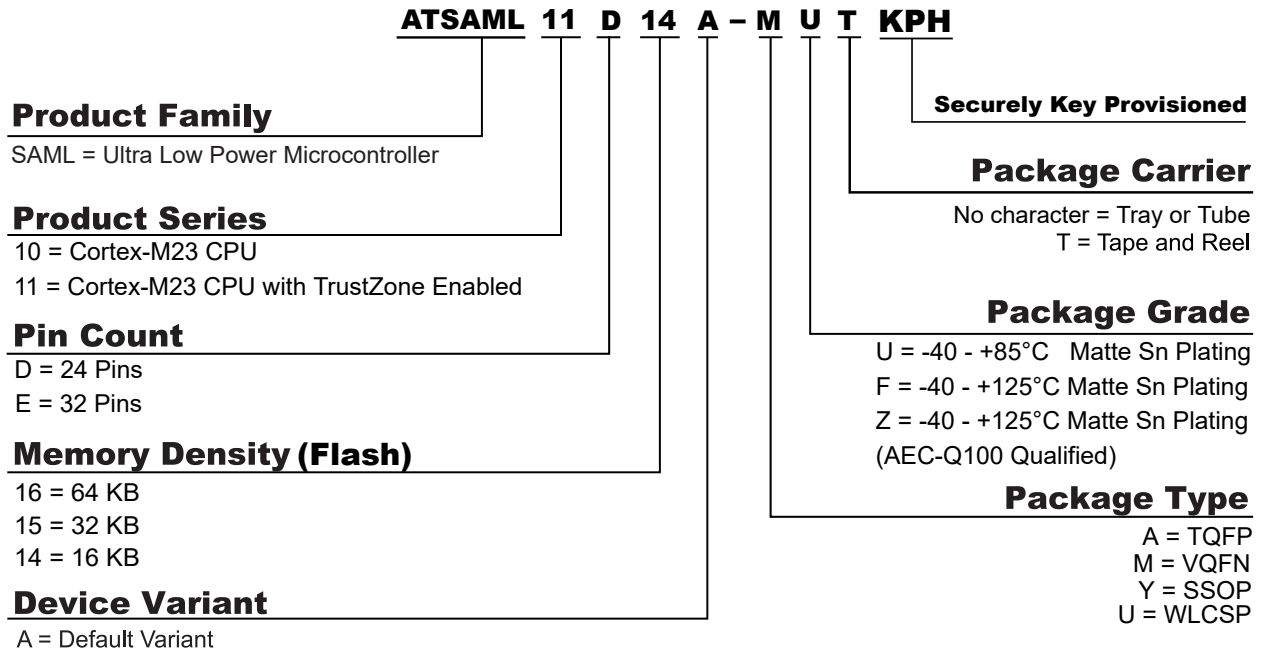 ATSAML 11 D 14 A – M U T KPH
Product Family
SAML = Ultra Low Power Microcontroller
Product Series
10 = Cortex-M23 CPU
11 = Cortex-M23 CPU with TrustZone Enabled
Pin Count
D = 24 Pins
E = 32 Pins
Memory Density (Flash)
16 = 64 KB
15 = 32 KB
14 = 16 KB
Device Variant
A = Default Variant
Securely Key Provisioned
Package Carrier
No character = Tray or Tube
T = Tape and Reel
Package Grade
U = -40 - +85°C Matte Sn Plating
F = -40 - +125°C Matte Sn Plating
Z = -40 - +125°C Matte Sn Plating
(AEC-Q100 Qualified)
Package Type
A = TQFP
M = VQFN
Y = SSOP
U = WLCSP